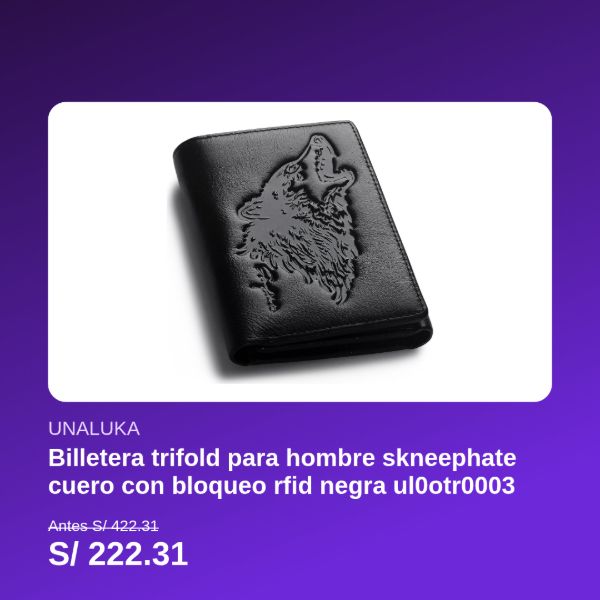 UNALUKA
Billetera trifold para hombre skneephate
cuero con bloqueo rfid negra ul0otr0003
Antes S/ 422.31
S/ 222.31